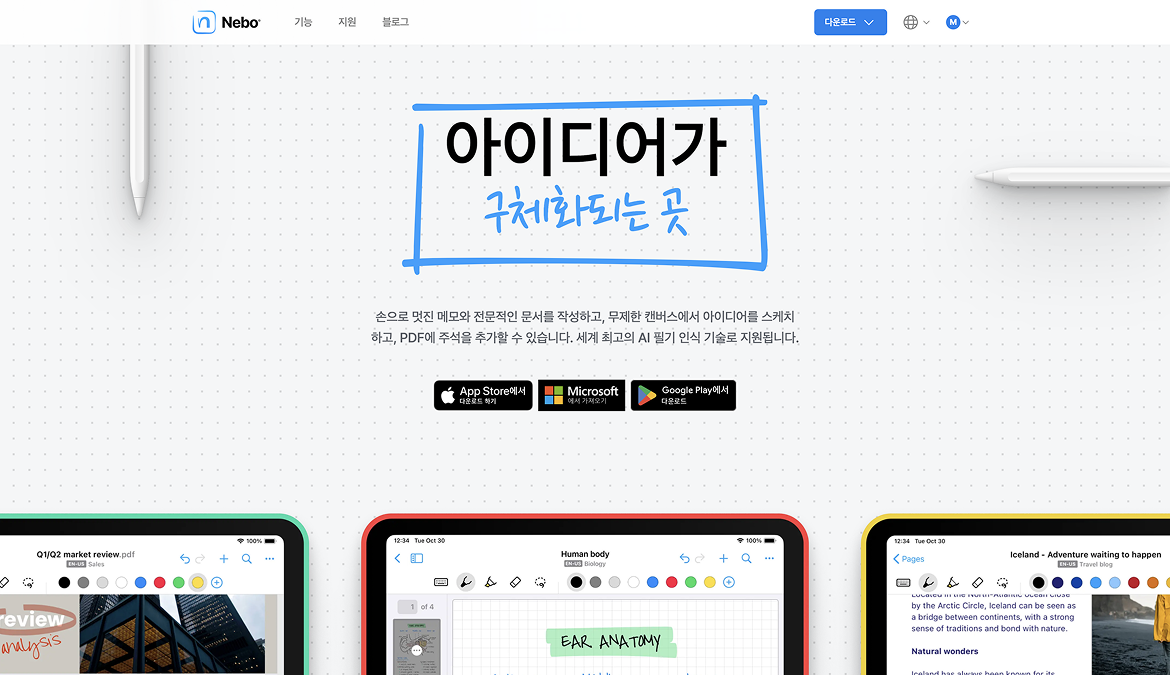 Nebo
기능 지원 블로그
다운로드
M
아이디어가
구체화되는 곳
손으로 멋진 메모와 전문적인 문서를 작성하고, 무제한 캔버스에서 아이디어를 스케치
하고, PDF에 주석을 추가할 수 있습니다. 세계 최고의 AI 필기 인식 기술로 지원됩니다.
App Store에서
다운로드 하기
Microsoft
에서 가져오기
Google Play에서
다운로드
100%
Q1/Q2 market review.pdf
EN-US Sales
review
analysis
12:34 Tue Oct 30
100%
Human body
EN-US Biology
1 of 4
EAR ANATOMY
12:34 Tue Oct 30
Pages
Iceland - Adventure waiting to happen
EN-US Travel blog
Located in the North-Atlantic Ocean close
by the Arctic Circle, Iceland can be seen as
a bridge between continents, with a strong
sense of traditions and bond with nature.
Natural wonders
Iceland has always been known for its